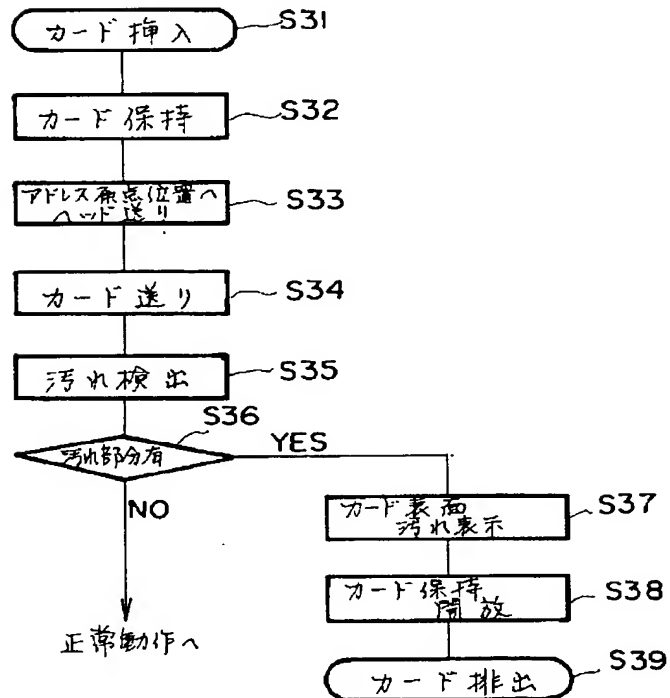 カード挿入 S31
カード保持 S32
アドレス原点位置へ
ヘッド送り S33
カード送り S34
汚れ検出 S35
S36
汚れ部分有 YES
NO
カード表面
汚れ表示 S37
カード保持
開放 S38
正常動作へ
カード排出 S39